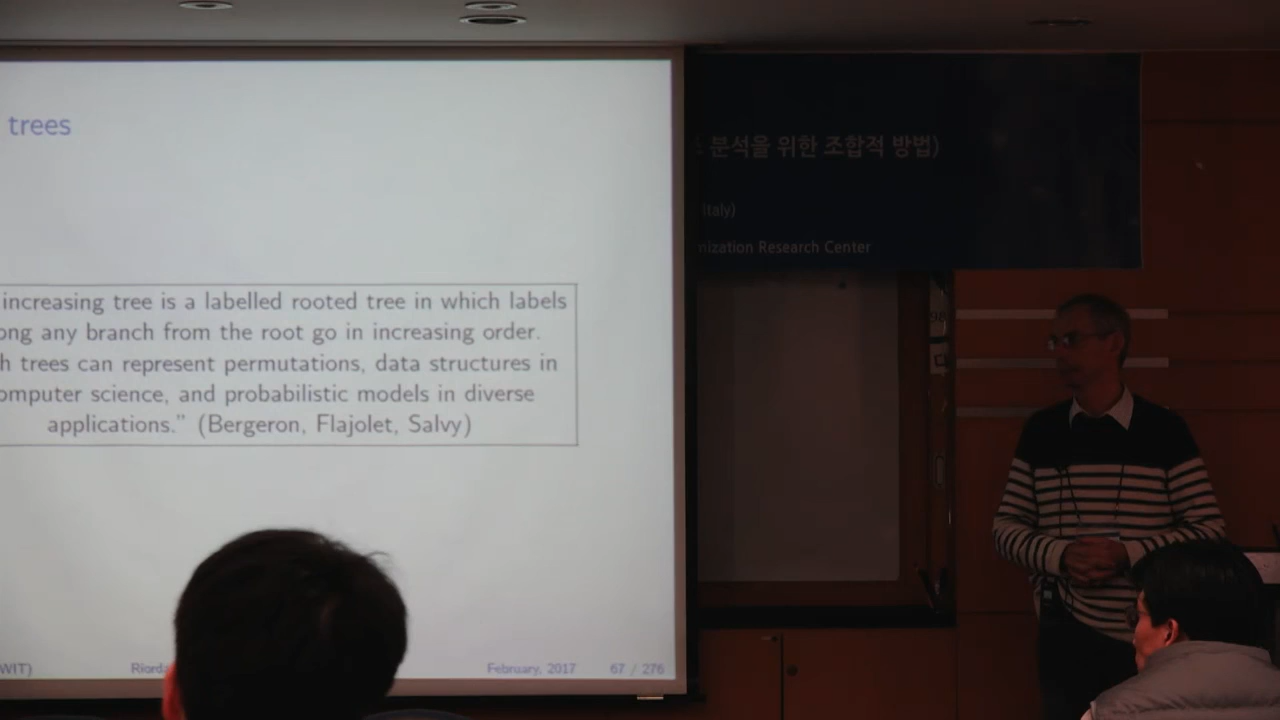 trees
increasing tree is a labelled rooted tree in which labels
ong any branch from the root go in increasing order.
h trees can represent permutations, data structures in
omputer science, and probabilistic models in diverse
applications." (Bergeron, Flajolet, Salvy)
WIT) Riorda February, 2017 67 / 276
분석을 위한 조합적 방법)
Italy)
nization Research Center